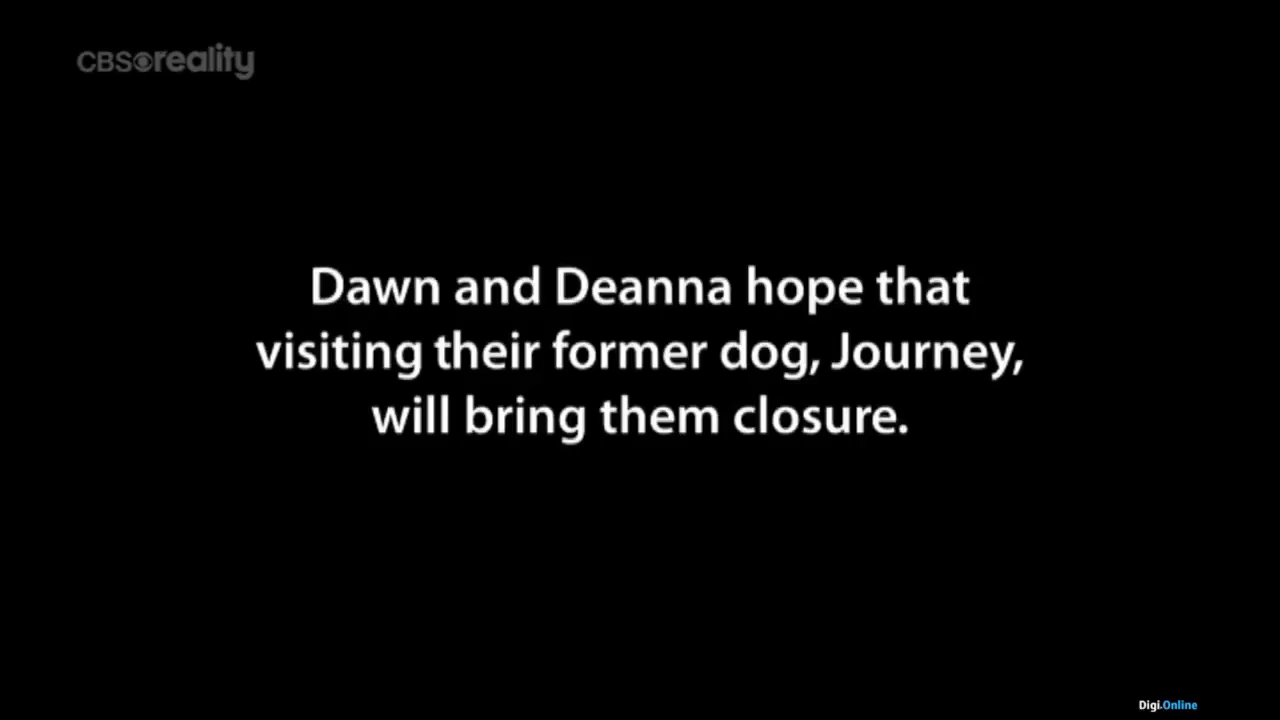 CBS reality
Dawn and Deanna hope that
visiting their former dog, Journey,
will bring them closure.
Digi.Online